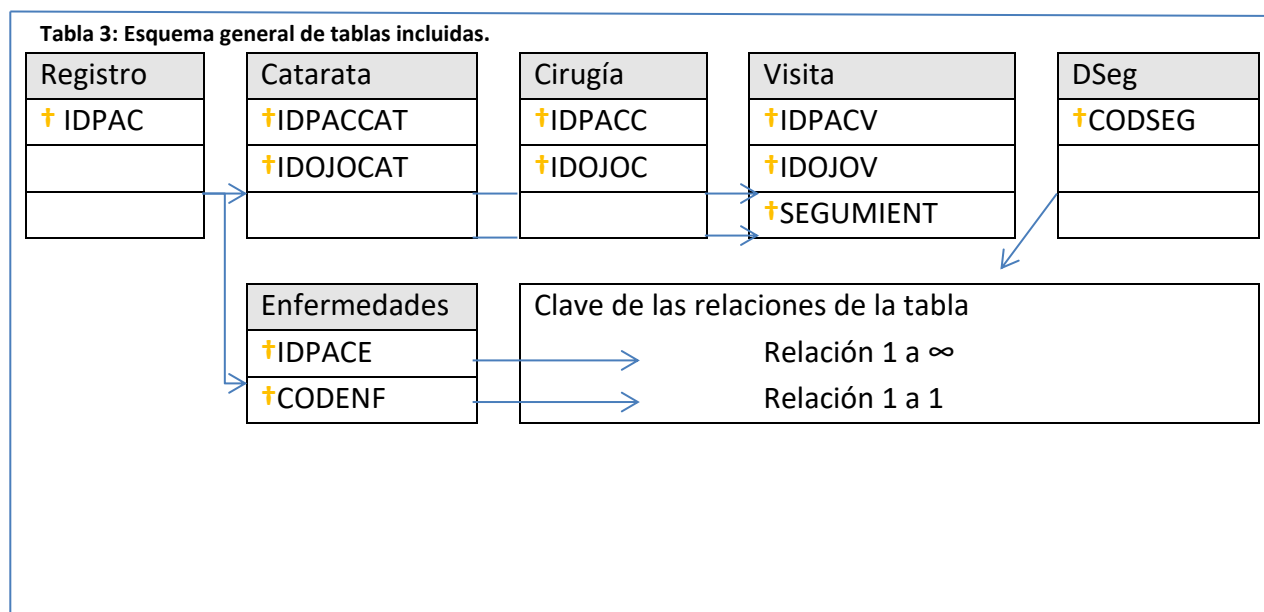 Tabla 3: Esquema general de tablas incluidas.
Registro Catarata Cirugía Visita DSeg
† IDPAC †IDPACCAT †IDPACC †IDPACV †CODSEG
†IDOJOCAT †IDOJOC †IDOJOV
†SEGUMIENT
Enfermedades Clave de las relaciones de la tabla
†IDPACE Relación 1 a ∞
†CODENF Relación 1 a 1